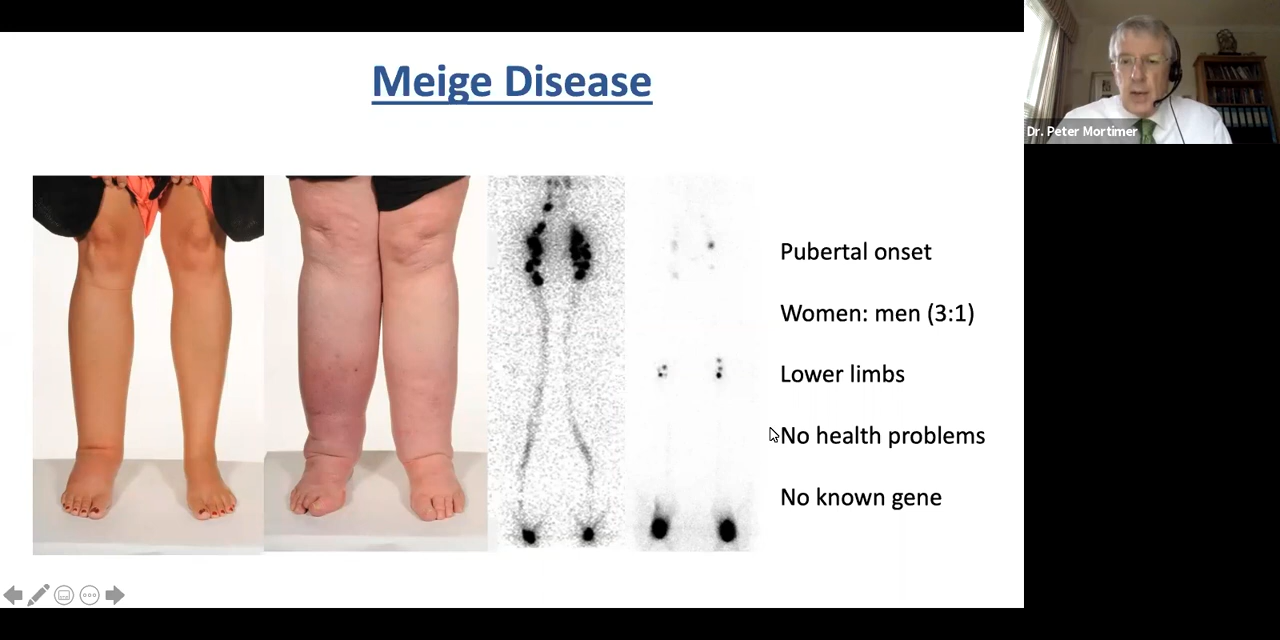 Meige Disease
Dr. Peter Mortimer
Pubertal onset
Women: men (3:1)
Lower limbs
No health problems
No known gene